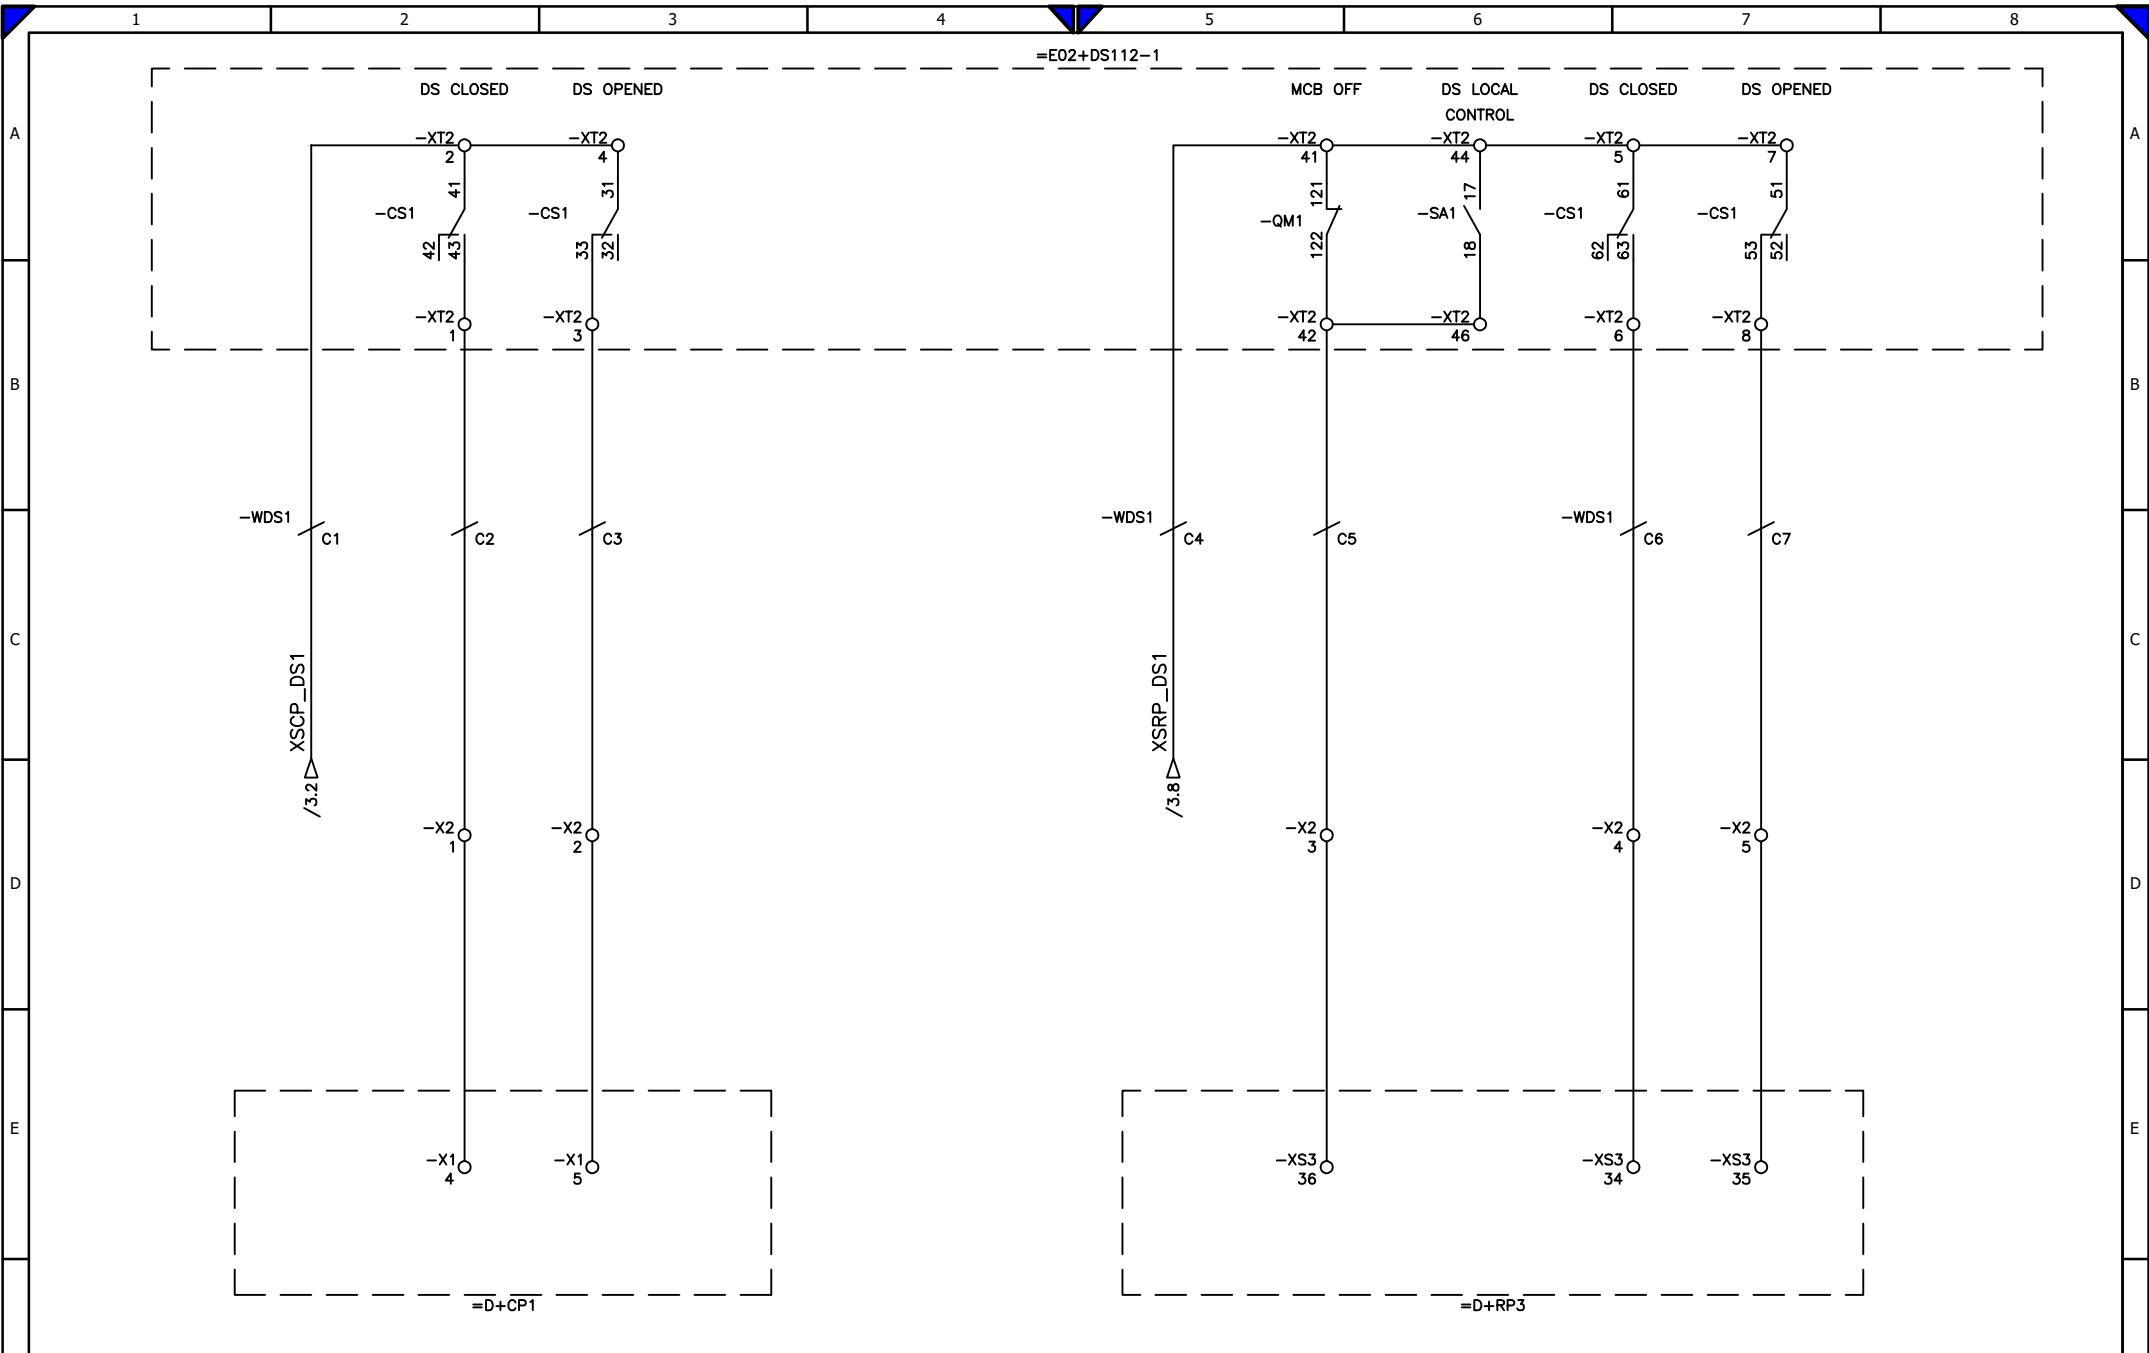 1 2 3 4 5 6 7 8
=E02+DS112-1
DS CLOSED DS OPENED MCB OFF DS LOCAL DS CLOSED DS OPENED
CONTROL
A A
-XT2 -XT2 -XT2 -XT2 -XT2 -XT2
2 4 41 44 5 7
41 31 121 17 61 51
-CS1 -CS1 -QM1 -SA1 -CS1 -CS1
42 43 33 32 122 18 62 63 53 52
-XT2 -XT2 -XT2 -XT2 -XT2 -XT2
1 3 42 46 6 8
B B
-WDS1 -WDS1 -WDS1
C1 C2 C3 C4 C5 C6 C7
C C
XSCP_DS1 XSRP_DS1
/3.2 /3.8
-X2 -X2 -X2 -X2 -X2
1 2 3 4 5
D D
E E
-X1 -X1 -XS3 -XS3 -XS3
4 5 36 34 35
=D+CP1 =D+RP3